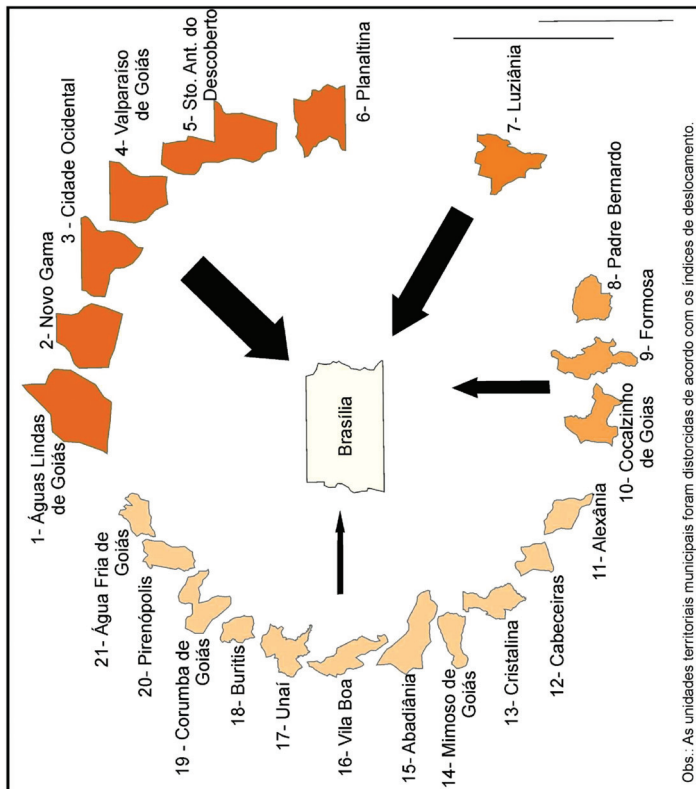 1- Águas Lindas
de Goiás
2- Novo Gama
3 - Cidade Ocidental
4 - Valparaíso
de Goiás
5 - Sto. Ant. do
Descoberto
6- Planaltina
7- Luziânia
8- Padre Bernardo
9- Formosa
10- Cocalzinho
de Goias
11- Alexânia
12- Cabeceiras
13- Cristalina
14- Mimoso de
Goiás
15- Abadiânia
16- Vila Boa
17- Unaí
18- Buritis
19 - Corumba de
Goiás
20- Pirenópolis
21- Água Fria de
Goiás
Brasília
Obs.: As unidades territoriais municipais foram distorcidas de acordo com os índices de deslocamento.